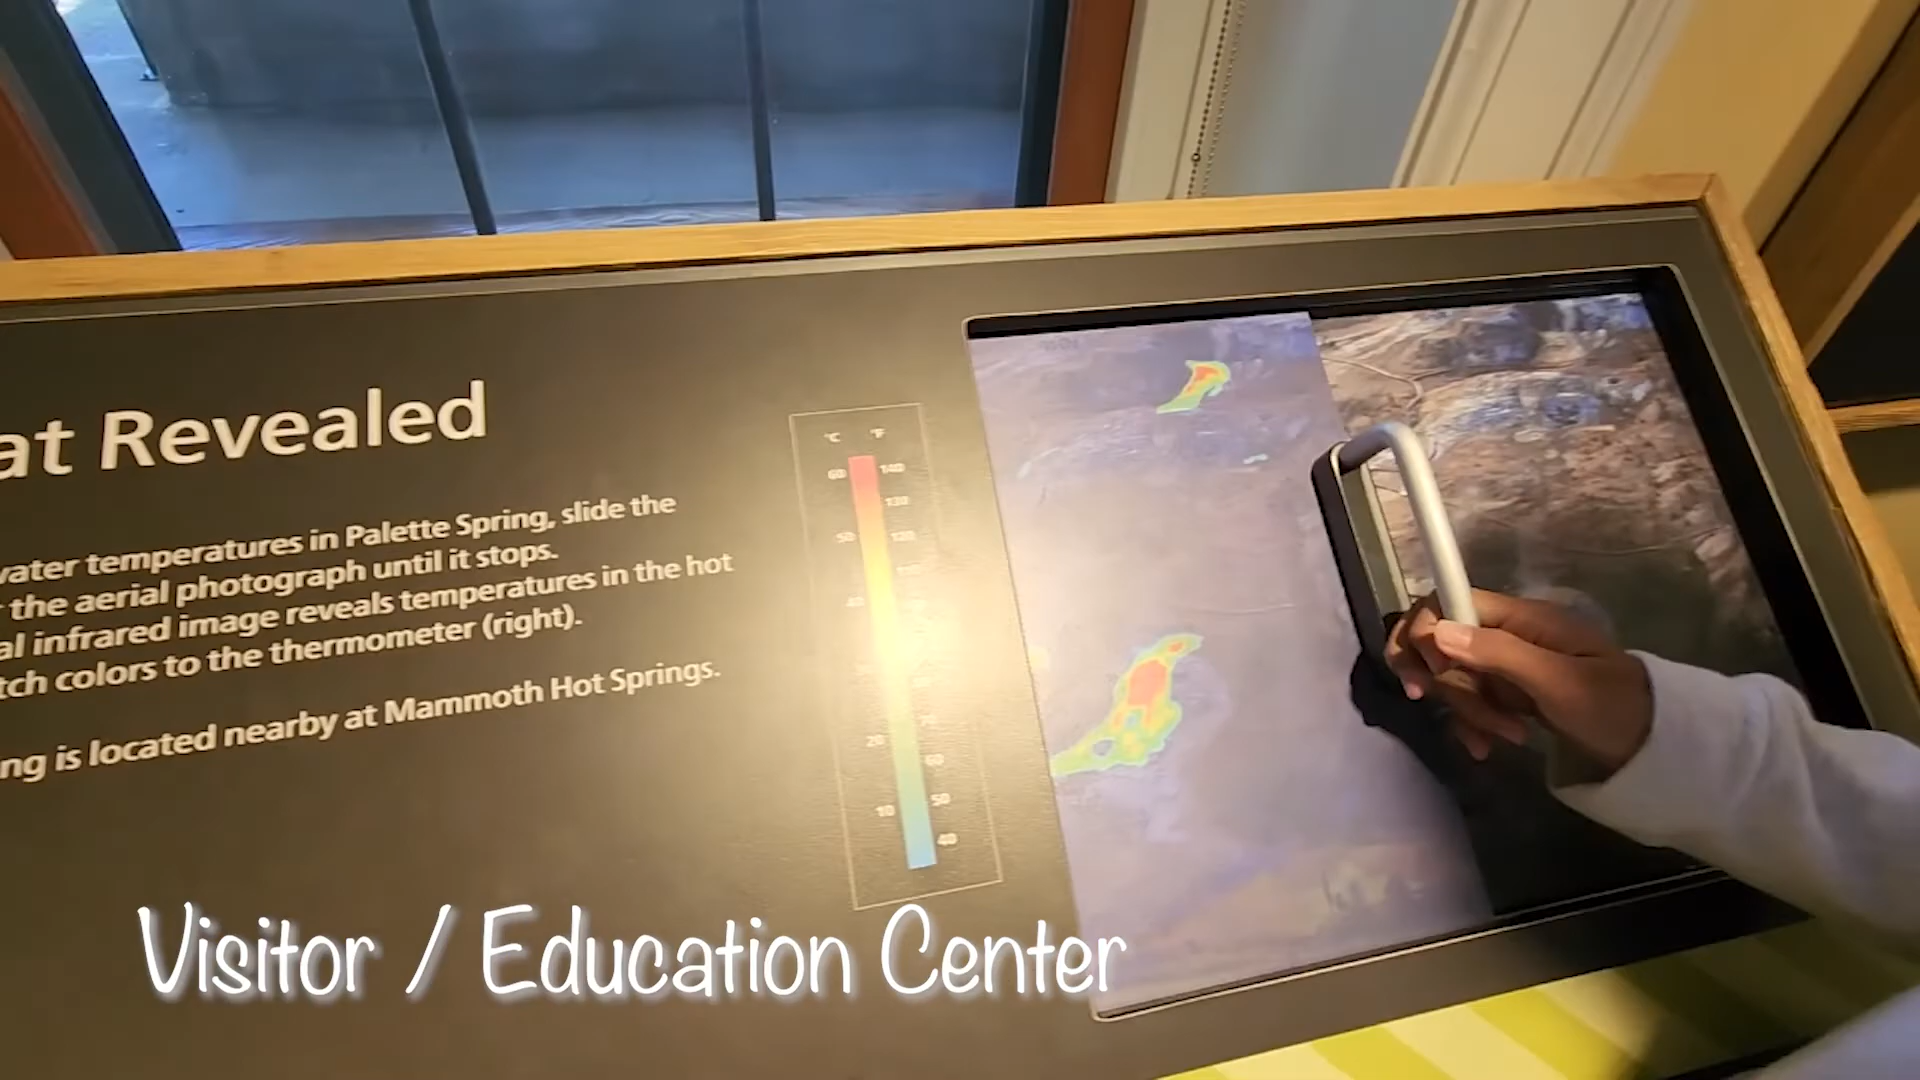 at Revealed
water temperatures in Palette Spring, slide the
the aerial photograph until it stops.
al infrared image reveals temperatures in the hot
tch colors to the thermometer (right).
ng is located nearby at Mammoth Hot Springs.
°C °F
60 140
130
50 120
40
20
60
10 50
40
Visitor / Education Center